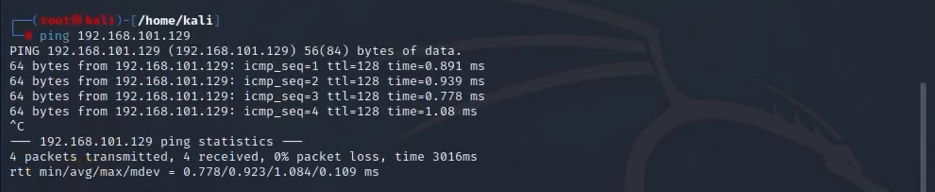 ┌──(root㉿kali)-[/home/kali]
└─# ping 192.168.101.129
PING 192.168.101.129 (192.168.101.129) 56(84) bytes of data.
64 bytes from 192.168.101.129: icmp_seq=1 ttl=128 time=0.891 ms
64 bytes from 192.168.101.129: icmp_seq=2 ttl=128 time=0.939 ms
64 bytes from 192.168.101.129: icmp_seq=3 ttl=128 time=0.778 ms
64 bytes from 192.168.101.129: icmp_seq=4 ttl=128 time=1.08 ms
^C
--- 192.168.101.129 ping statistics ---
4 packets transmitted, 4 received, 0% packet loss, time 3016ms
rtt min/avg/max/mdev = 0.778/0.923/1.084/0.109 ms